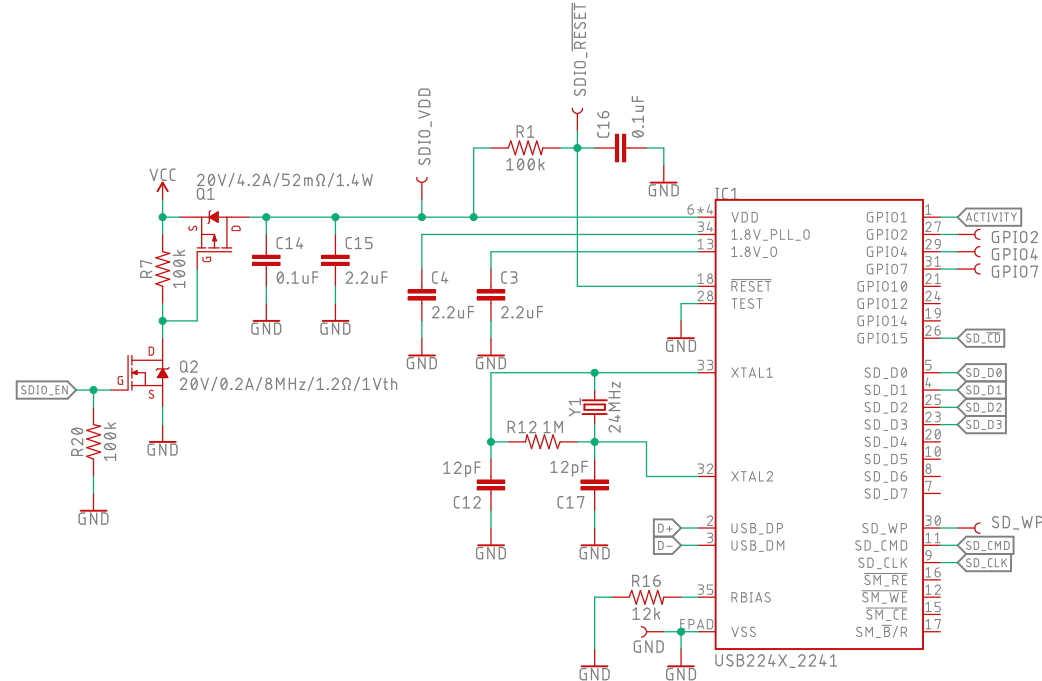 SDIO_RESET
SDIO_VDD
C16
0.1uF
R1
100k
GND
VCC
20V/4.2A/52mΩ/1.4W
Q1
S
D
G
R7
100k
C14
0.1uF
C15
2.2uF
GND
GND
C4
2.2uF
C3
2.2uF
GND
GND
GND
D
G
S
Q2
20V/0.2A/8MHz/1.2Ω/1Vth
SDIO_EN
GND
R20
100k
GND
Y1
24MHz
R12 1M
12pF
C12
12pF
C17
GND
GND
D+
D-
R16
12k
GND
GND
GND
IC1
6*4 VDD
34 1.8V_PLL_O
13 1.8V_O
18 RESET
28 TEST
33 XTAL1
32 XTAL2
2 USB_DP
3 USB_DM
35 RBIAS
EPAD VSS
GPIO1 1 ACTIVITY
GPIO2 27 GPIO2
GPIO4 29 GPIO4
GPIO7 31 GPIO7
GPIO10 21
GPIO12 24
GPIO14 19
GPIO15 26 SD_CD
SD_D0 5 SD_D0
SD_D1 4 SD_D1
SD_D2 25 SD_D2
SD_D3 23 SD_D3
SD_D4 20
SD_D5 10
SD_D6 8
SD_D7 7
SD_WP 30 SD_WP
SD_CMD 11 SD_CMD
SD_CLK 9 SD_CLK
SM_RE 16
SM_WE 12
SM_CE 15
SM_B/R 17
USB224X_2241